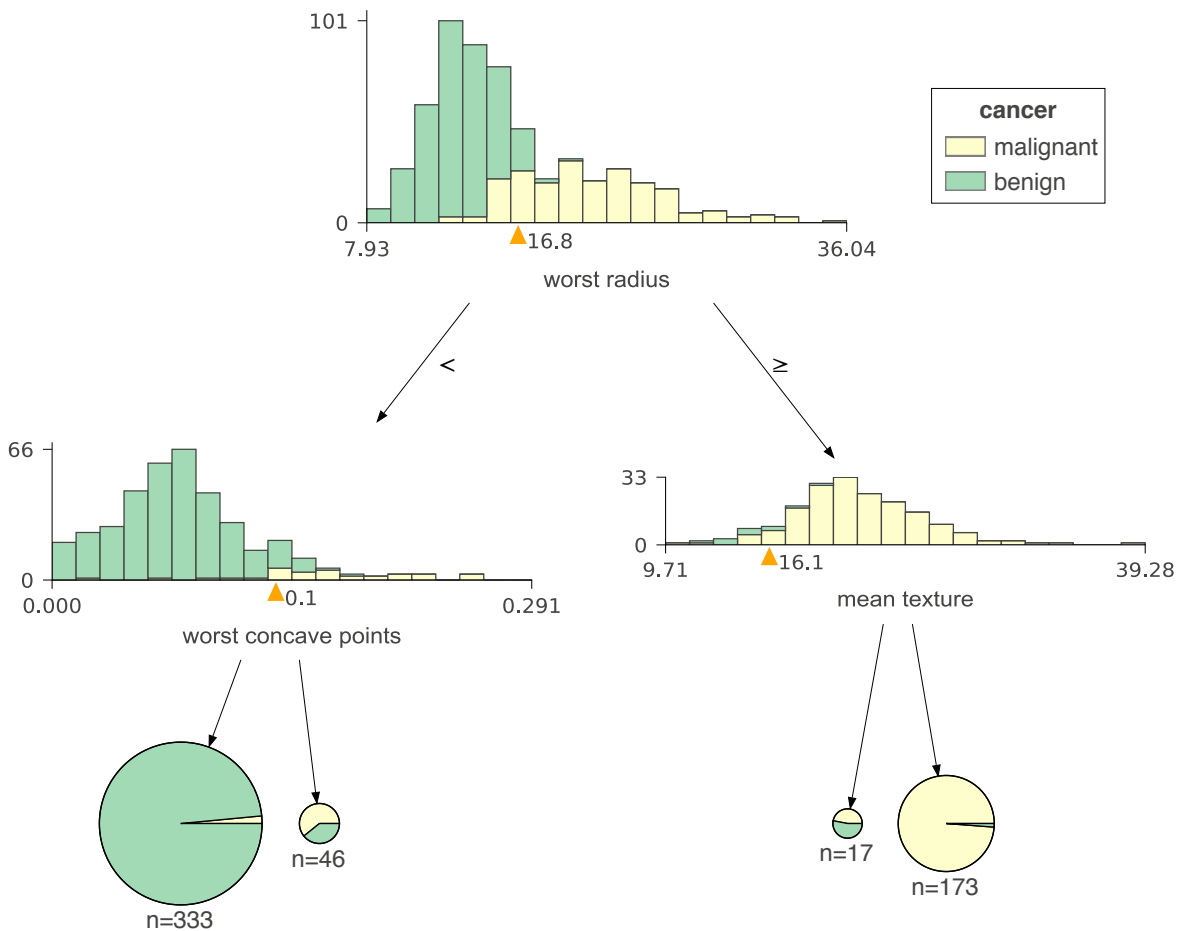 101
0
7.93
16.8
36.04
worst radius
cancer
malignant
benign
<
≥
66
0
0.000
0.1
0.291
worst concave points
33
0
9.71
16.1
39.28
mean texture
n=333
n=46
n=17
n=173